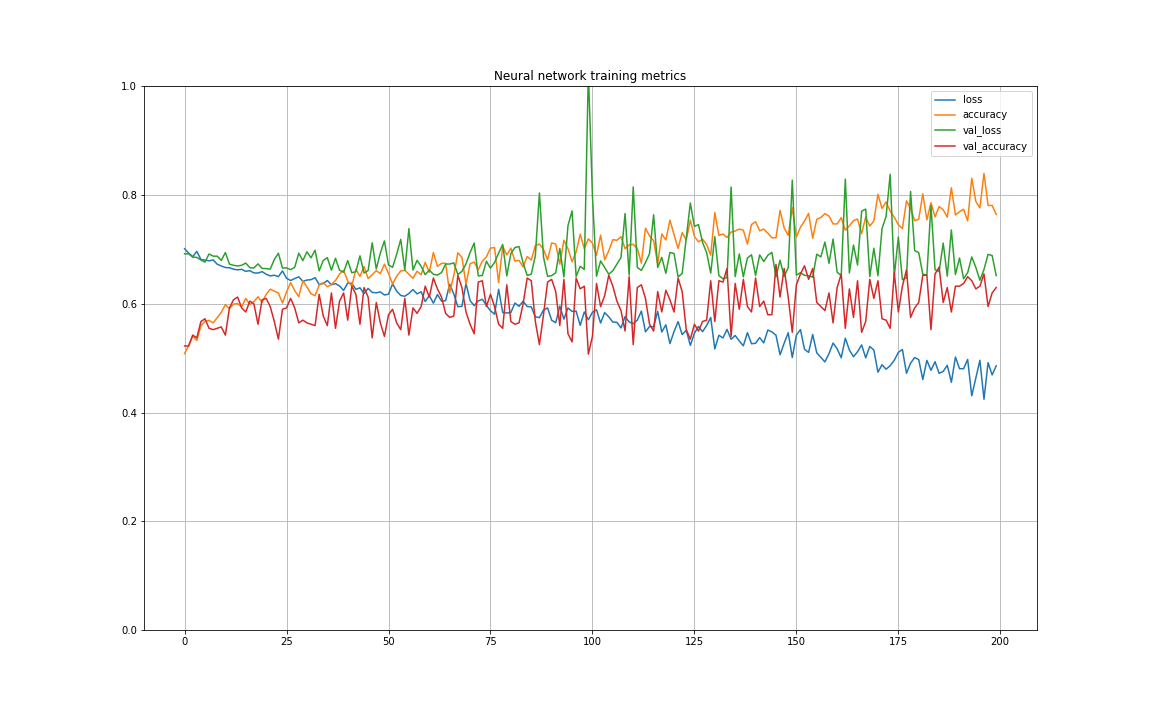 Neural network training metrics
1.0
0.8
0.6
0.4
0.2
0.0
loss
accuracy
val_loss
val_accuracy
0 25 50 75 100 125 150 175 200